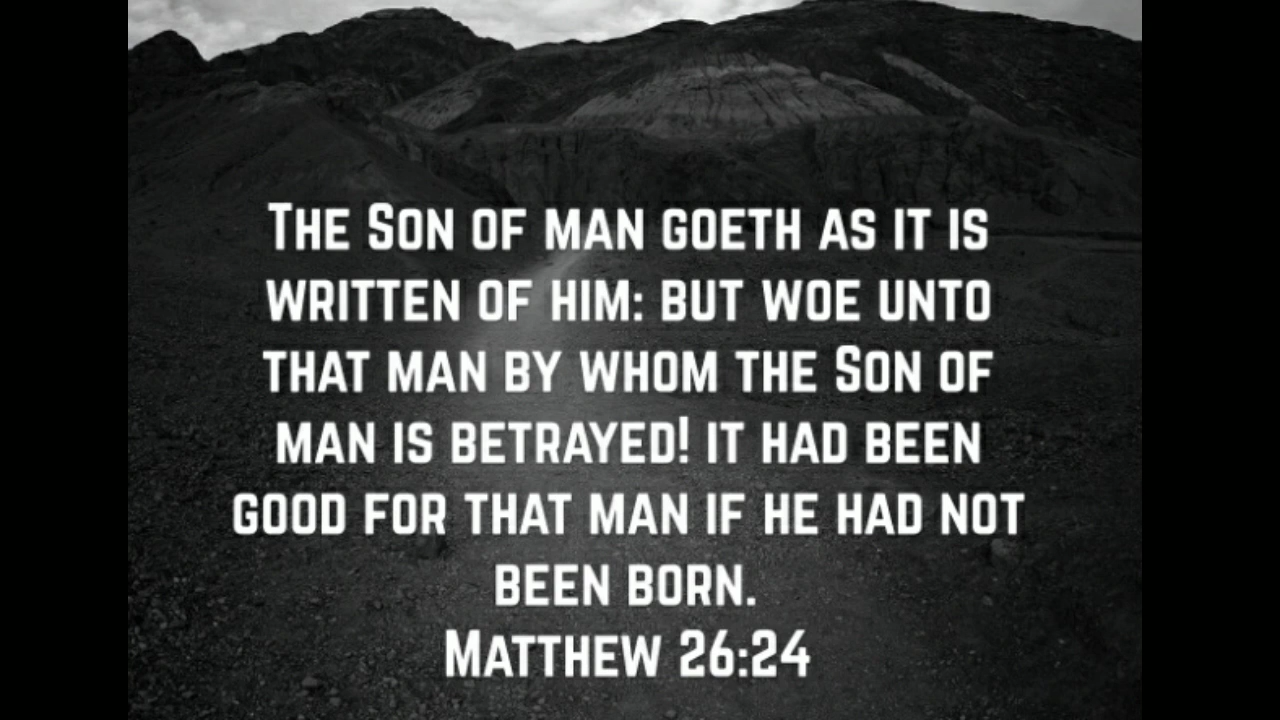 The Son of man goeth as it is
written of him: but woe unto
that man by whom the Son of
man is betrayed! it had been
good for that man if he had not
been born.
Matthew 26:24